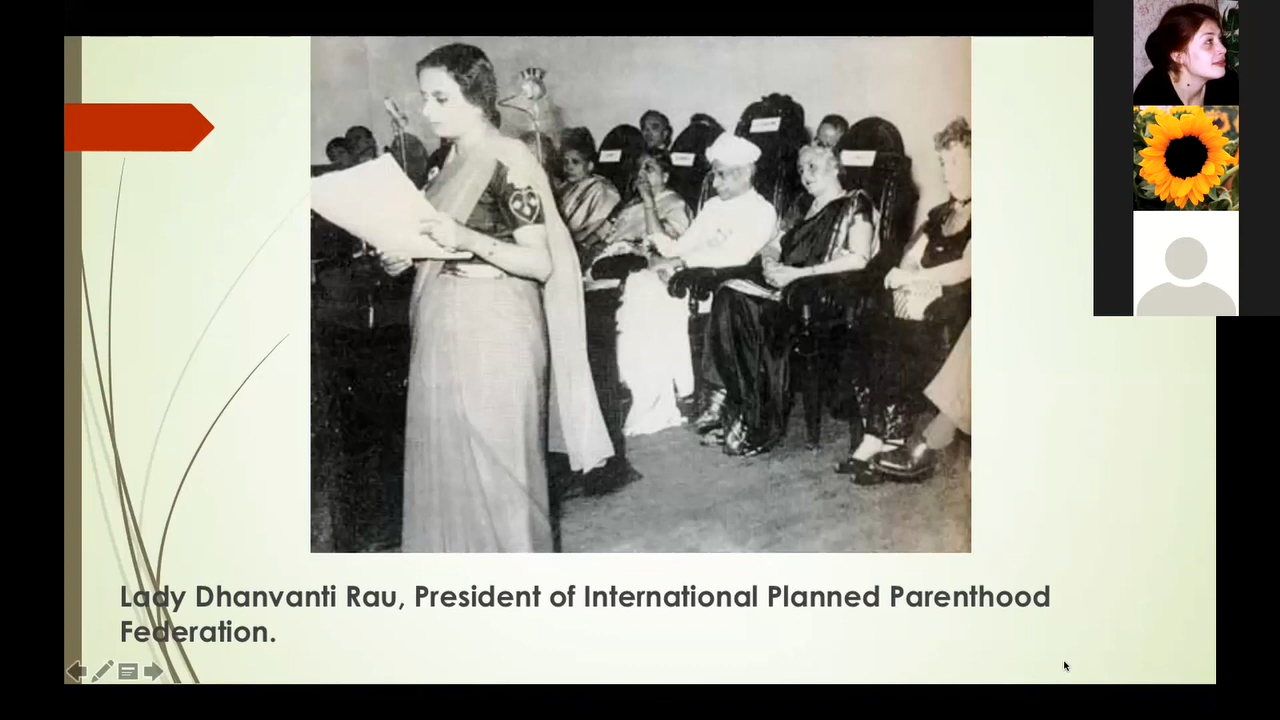 Lady Dhanvanti Rau, President of International Planned Parenthood
Federation.